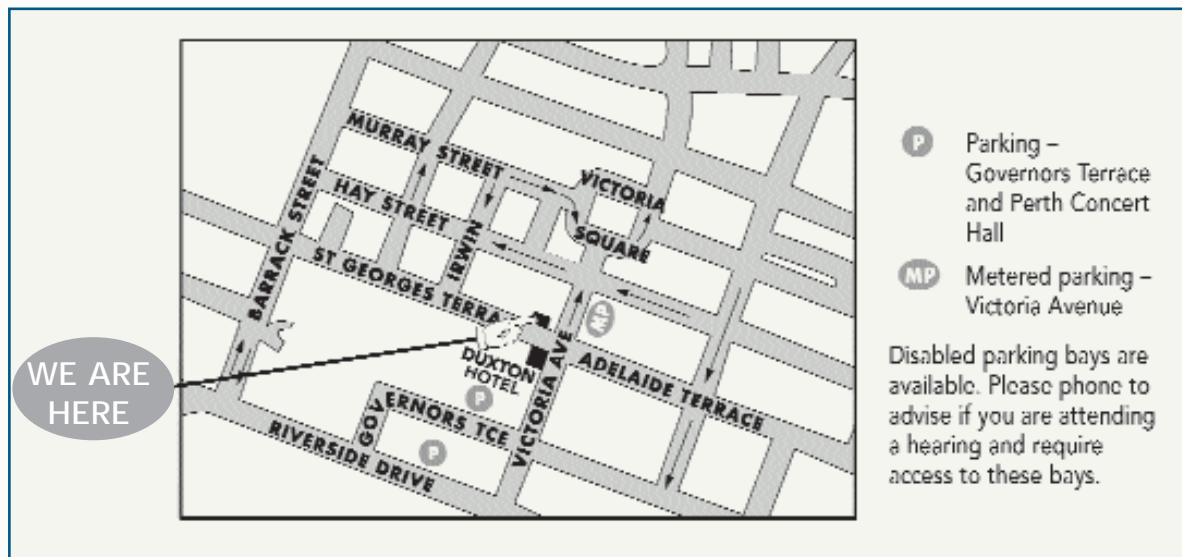 MURRAY STREET
VICTORIA
SQUARE
HAY STREET
IRWIN
BARRACK STREET
ST GEORGES TERRA
DUXTON
HOTEL
VICTORIA AVE
ADELAIDE TERRACE
GOVERNORS TCE
RIVERSIDE DRIVE
MP
P
P
WE ARE
HERE
P
Parking –
Governors Terrace
and Perth Concert
Hall
MP
Metered parking –
Victoria Avenue
Disabled parking bays are
available. Please phone to
advise if you are attending
a hearing and require
access to these bays.